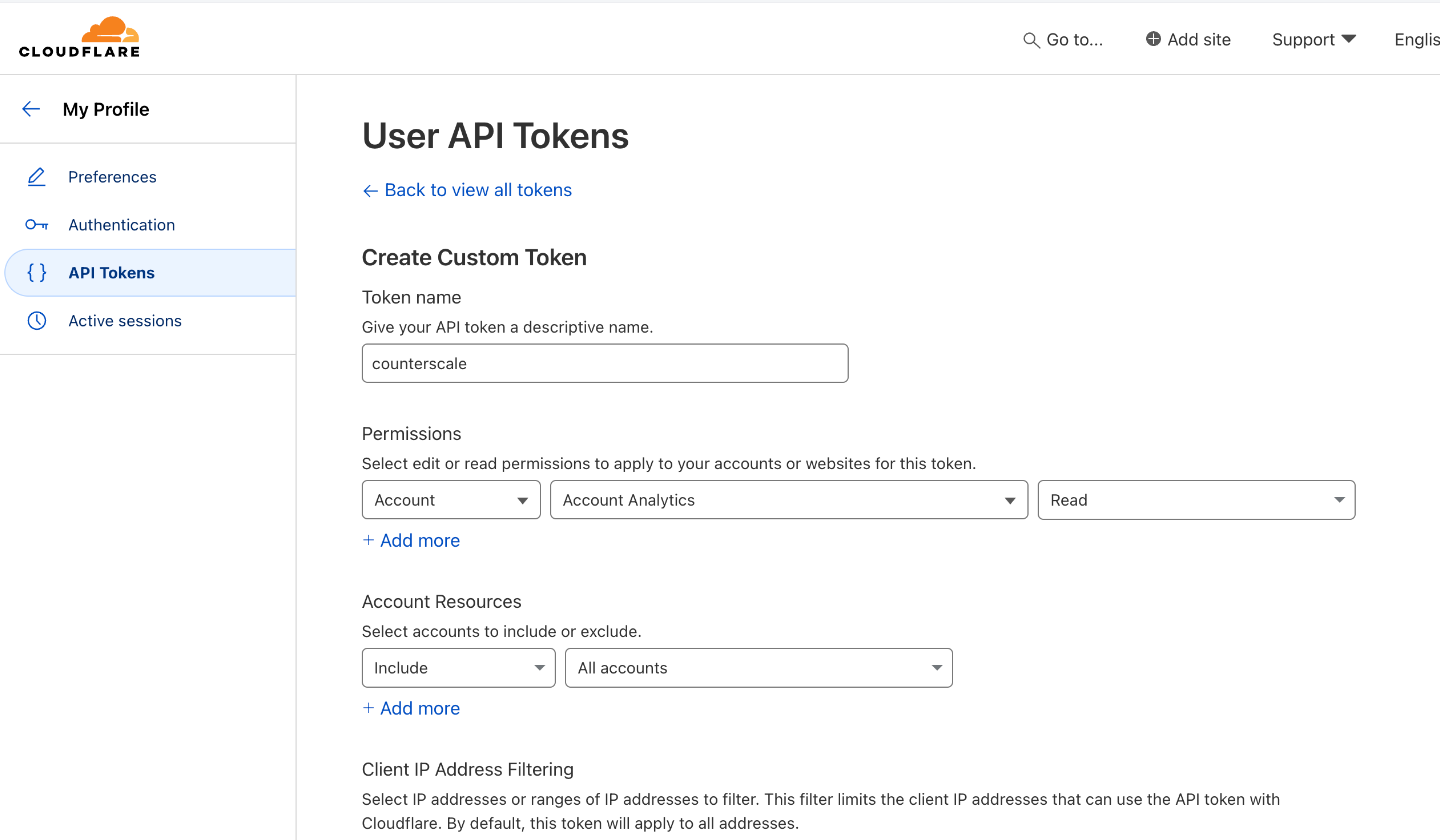 CLOUDFLARE
Go to...
Add site
Support
Englis
My Profile
Preferences
Authentication
API Tokens
Active sessions
User API Tokens
← Back to view all tokens
Create Custom Token
Token name
Give your API token a descriptive name.
counterscale
Permissions
Select edit or read permissions to apply to your accounts or websites for this token.
Account
Account Analytics
Read
+ Add more
Account Resources
Select accounts to include or exclude.
Include
All accounts
+ Add more
Client IP Address Filtering
Select IP addresses or ranges of IP addresses to filter. This filter limits the client IP addresses that can use the API token with
Cloudflare. By default, this token will apply to all addresses.